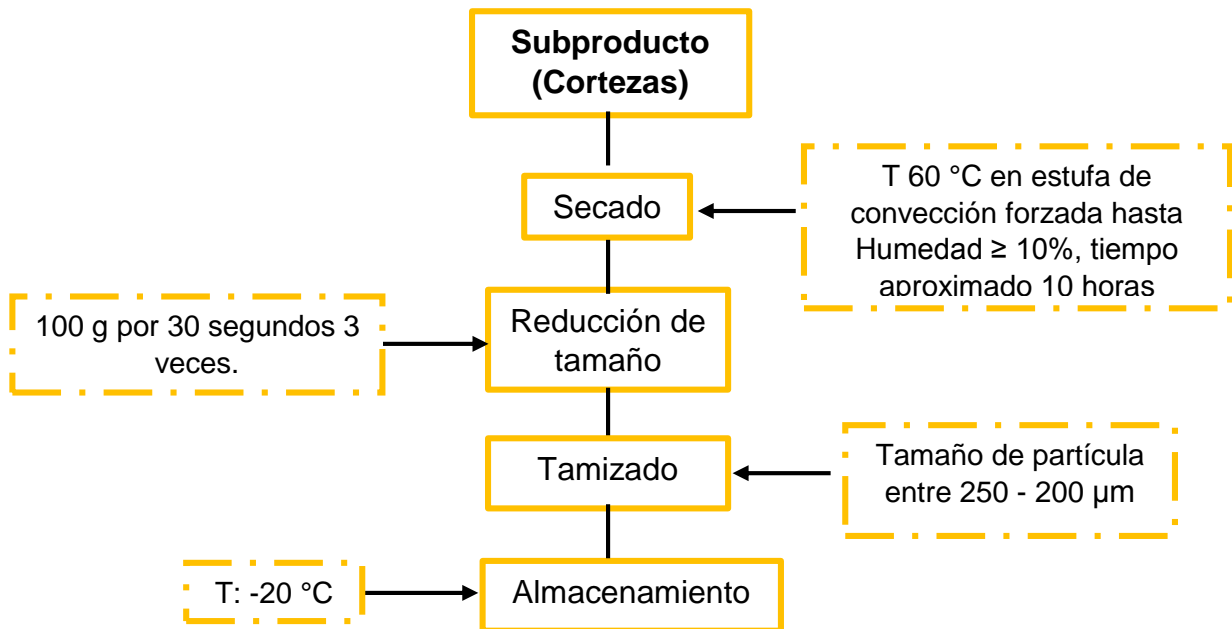 Subproducto
(Cortezas)
T 60 °C en estufa de
convección forzada hasta
Humedad ≥ 10%, tiempo
aproximado 10 horas
Secado
100 g por 30 segundos 3
veces.
Reducción de
tamaño
Tamizado
Tamaño de partícula
entre 250 - 200 µm
T: -20 °C
Almacenamiento